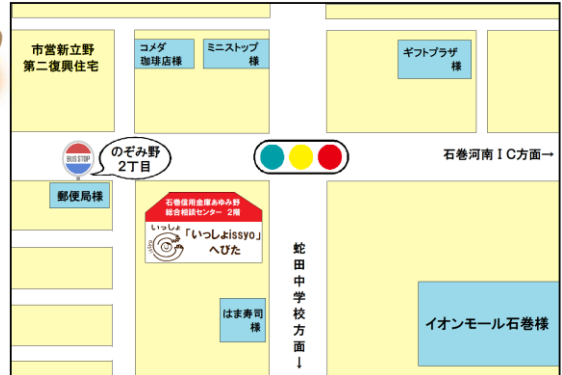 市営新立野
第二復興住宅
コメダ
珈琲店様
ミニストップ
様
ギフトプラザ
様
BUS STOP
のぞみ野
2丁目
石巻河南IC方面→
郵便局様
石巻信用金庫あゆみ野
総合相談センター 2階
いっしょ
issyo
「いっしょissyo」
へびた
蛇田中学校方面↓
はま寿司
様
イオンモール石巻様